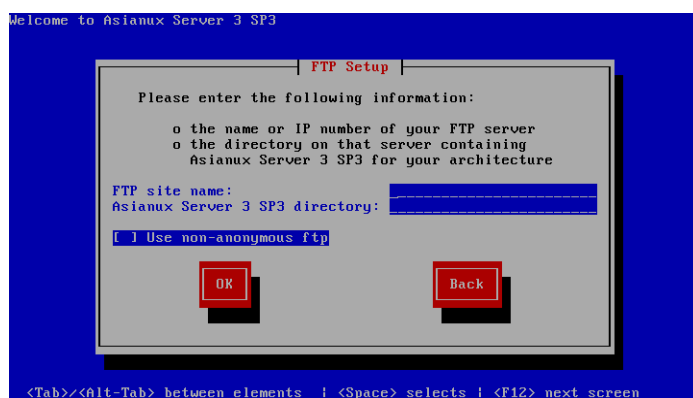 Welcome to Asianux Server 3 SP3
FTP Setup
Please enter the following information:
o the name or IP number of your FTP server
o the directory on that server containing
Asianux Server 3 SP3 for your architecture
FTP site name:
Asianux Server 3 SP3 directory:
[ ] Use non-anonymous ftp
OK Back
<Tab>/<Alt-Tab> between elements | <Space> selects | <F12> next screen